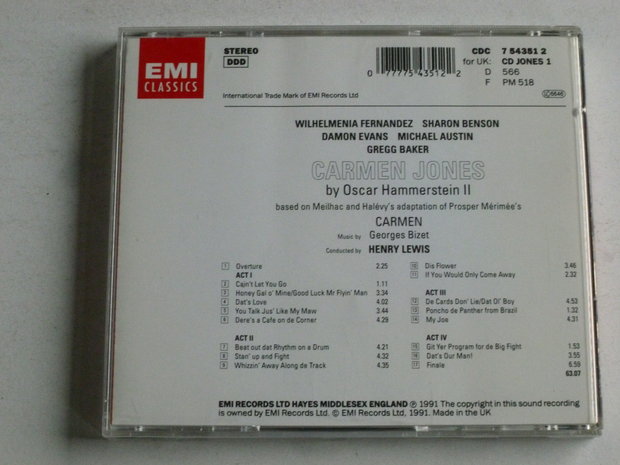 EMI
CLASSICS
STEREO
DDD
International Trade Mark of EMI Records Ltd
0 77775 43512 2
CDC 7 54351 2
for UK: CD JONES 1
D 566
F PM 518
WILHELMENIA FERNANDEZ SHARON BENSON
DAMON EVANS MICHAEL AUSTIN
GREGG BAKER
CARMEN JONES
by Oscar Hammerstein II
based on Meilhac and Halévy's adaptation of Prosper Mérimée's
CARMEN
Music by Georges Bizet
Conducted by HENRY LEWIS
1 Overture 2.25
ACT I
2 Cain't Let You Go 1.11
3 Honey Gal o' Mine/Good Luck Mr Flyin' Man 3.34
4 Dat's Love 4.02
5 You Talk Jus' Like My Maw 3.44
6 Dere's a Cafe on de Corner 4.29
ACT II
7 Beat out dat Rhythm on a Drum 4.21
8 Stan' up and Fight 4.32
9 Whizzin' Away Along de Track 4.35
10 Dis Flower 3.46
11 If You Would Only Come Away 2.32
ACT III
12 De Cards Don' Lie/Dat Ol' Boy 4.53
13 Poncho de Panther from Brazil 1.32
14 My Joe 4.31
ACT IV
15 Git Yer Program for de Big Fight 1.53
16 Dat's Our Man! 3.55
17 Finale 6.59
63.07
EMI RECORDS LTD HAYES MIDDLESEX ENGLAND ℗ 1991 The copyright in this sound recording
is owned by EMI Records Ltd. © EMI Records Ltd, 1991. Made in the UK